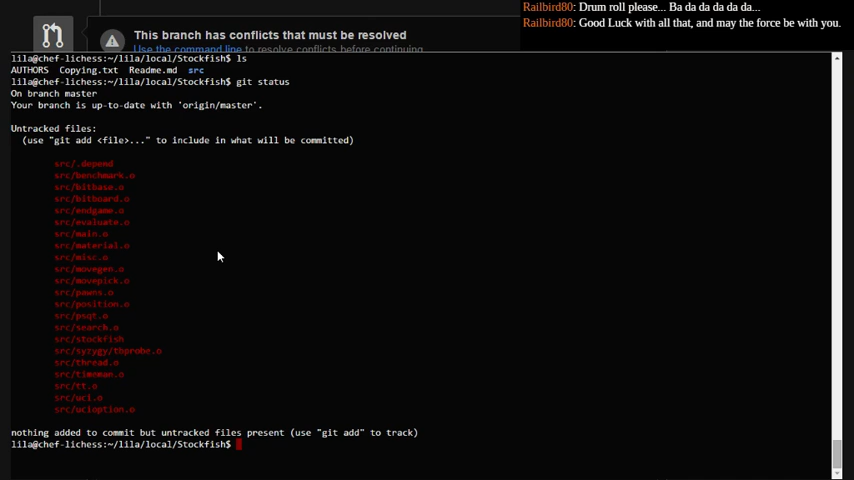 Railbird80: Drum roll please... Ba da da da da da...
Railbird80: Good Luck with all that, and may the force be with you.
This branch has conflicts that must be resolved
Use the command line to resolve conflicts before continuing.
lila@chef-lichess:~/lila/local/Stockfish$ ls
AUTHORS Copying.txt Readme.md src
lila@chef-lichess:~/lila/local/Stockfish$ git status
On branch master
Your branch is up-to-date with 'origin/master'.
Untracked files:
(use "git add <file>..." to include in what will be committed)
src/.depend
src/benchmark.o
src/bitbase.o
src/bitboard.o
src/endgame.o
src/evaluate.o
src/main.o
src/material.o
src/misc.o
src/movegen.o
src/movepick.o
src/pawns.o
src/position.o
src/psqt.o
src/search.o
src/stockfish
src/syzygy/tbprobe.o
src/thread.o
src/timeman.o
src/tt.o
src/uci.o
src/ucioption.o
nothing added to commit but untracked files present (use "git add" to track)
lila@chef-lichess:~/lila/local/Stockfish$